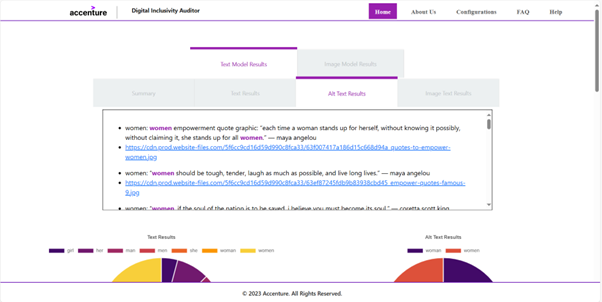 accenture
Digital Inclusivity Auditor
Home
About Us
Configurations
FAQ
Help
Text Model Results
Image Model Results
Summary
Text Results
Alt Text Results
Image Text Results
women: women empowerment quote graphic: "each time a woman stands up for herself, without knowing it possibly,
without claiming it, she stands up for all women." — maya angelou
https://cdn.prod.website-files.com/5f6cc9cd16d59d990c8fca33/63f007417a186d15c668d94a_quotes-to-empower-
women.jpg
women: "women should be tough, tender, laugh as much as possible, and live long lives." — maya angelou
https://cdn.prod.website-files.com/5f6cc9cd16d59d990c8fca33/63ef87245fdb9b83938cbd45_empower-quotes-famous-
9.jpg
women: "women, if the soul of the nation is to be saved, i believe you must become its soul." — coretta scott king
Text Results
girl
her
man
men
she
woman
women
Alt Text Results
woman
women
© 2023 Accenture. All Rights Reserved.